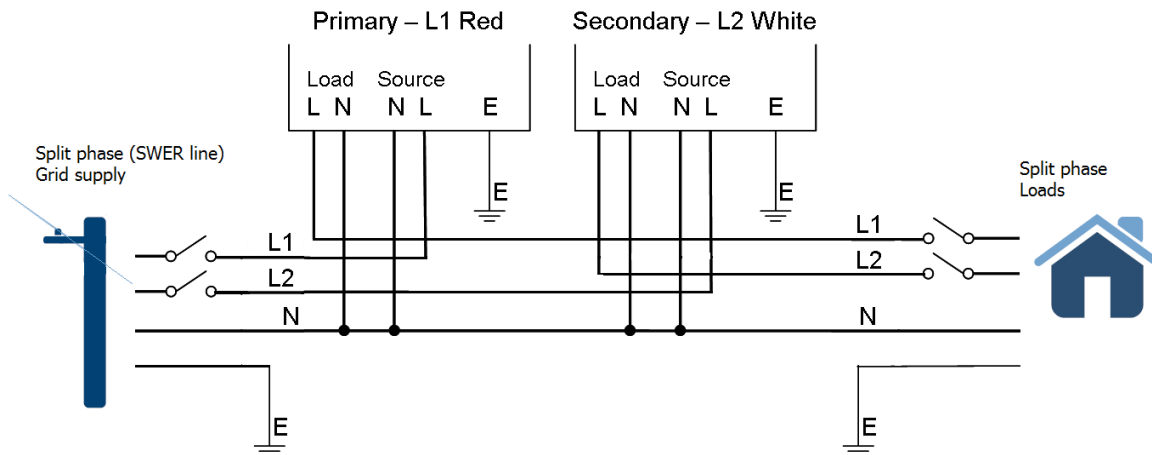 Primary – L1 Red
Secondary – L2 White
Load Source
L N N L E
Load Source
L N N L E
Split phase (SWER line)
Grid supply
E
E
Split phase
Loads
L1
L1
L2
L2
N
N
E
E